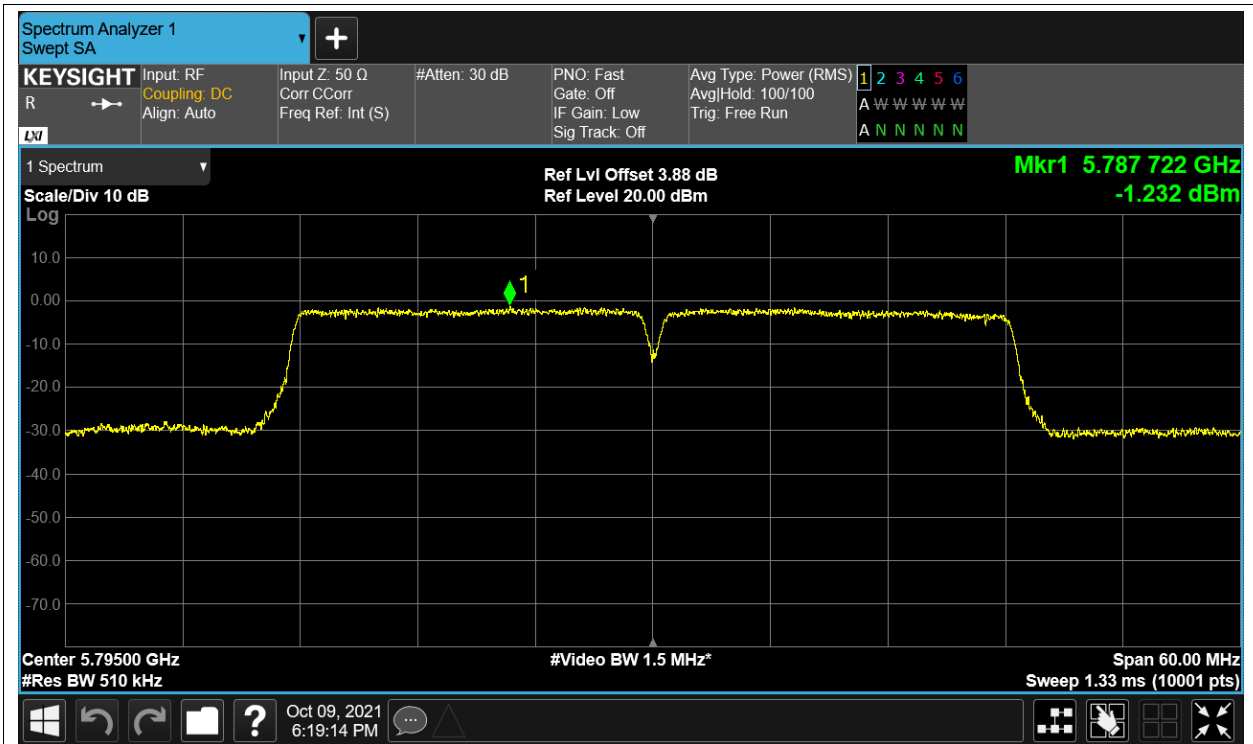 Spectrum Analyzer 1
Swept SA
KEYSIGHT
R
LXI
Input: RF
Coupling: DC
Align: Auto
Input Z: 50 Ω
Corr CCorr
Freq Ref: Int (S)
#Atten: 30 dB
PNO: Fast
Gate: Off
IF Gain: Low
Sig Track: Off
Avg Type: Power (RMS)
Avg|Hold: 100/100
Trig: Free Run
1 2 3 4 5 6
A W W W W W
A N N N N N
1 Spectrum
Scale/Div 10 dB
Log
Ref Lvl Offset 3.88 dB
Ref Level 20.00 dBm
Mkr1 5.787 722 GHz
-1.232 dBm
10.0
0.00
-10.0
-20.0
-30.0
-40.0
-50.0
-60.0
-70.0
1
Center 5.79500 GHz
#Res BW 510 kHz
#Video BW 1.5 MHz*
Span 60.00 MHz
Sweep 1.33 ms (10001 pts)
?
Oct 09, 2021
6:19:14 PM